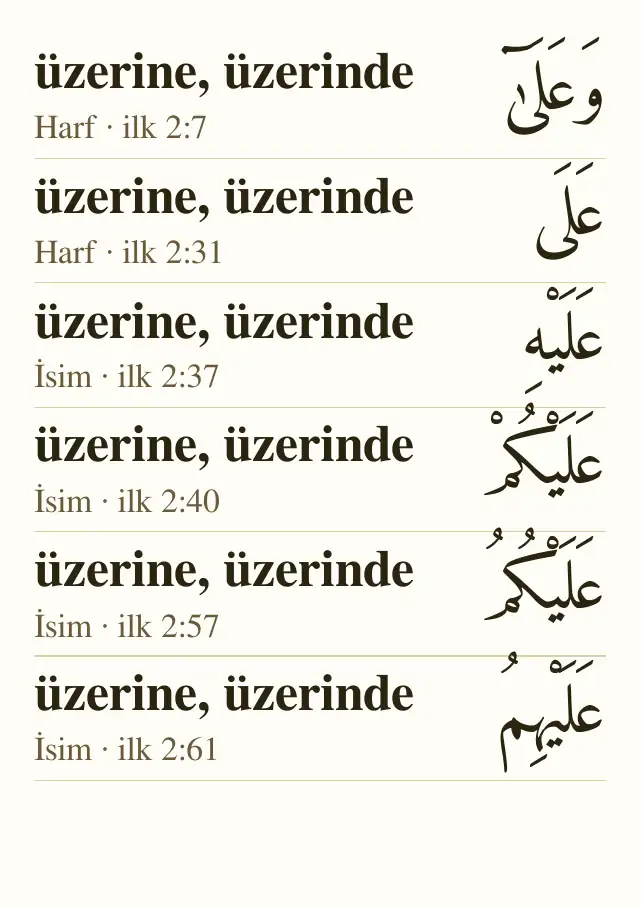 üzerine, üzerinde وَعَلَىٰٓ
Harf · ilk 2:7
üzerine, üzerinde عَلَى
Harf · ilk 2:31
üzerine, üzerinde عَلَيْه
İsim · ilk 2:37
üzerine, üzerinde عَلَيْكُمْ
İsim · ilk 2:40
üzerine, üzerinde عَلَيْكُمُ
İsim · ilk 2:57
üzerine, üzerinde عَلَيْهِمُ
İsim · ilk 2:61